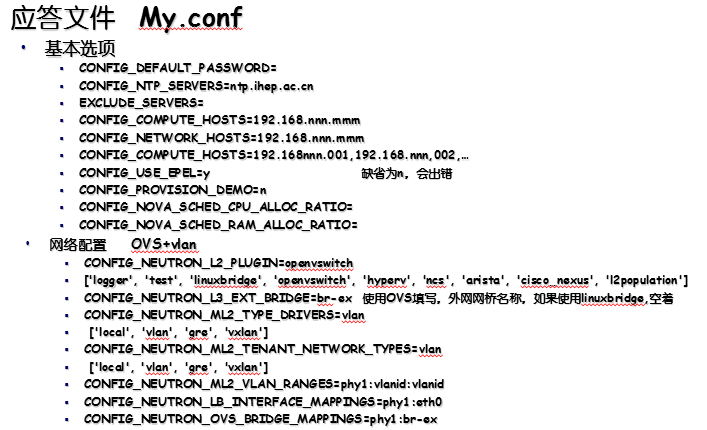 应答文件 My.conf
基本选项
CONFIG_DEFAULT_PASSWORD=
CONFIG_NTP_SERVERS=ntp.ihep.ac.cn
EXCLUDE_SERVERS=
CONFIG_COMPUTE_HOSTS=192.168.nnn.mmm
CONFIG_NETWORK_HOSTS=192.168.nnn.mmm
CONFIG_COMPUTE_HOSTS=192.168nnn.001,192.168.nnn,002,…
CONFIG_USE_EPEL=y 缺省为n，会出错
CONFIG_PROVISION_DEMO=n
CONFIG_NOVA_SCHED_CPU_ALLOC_RATIO=
CONFIG_NOVA_SCHED_RAM_ALLOC_RATIO=
网络配置 OVS+vlan
CONFIG_NEUTRON_L2_PLUGIN=openvswitch
['logger', 'test', 'linuxbridge', 'openvswitch', 'hyperv', 'ncs', 'arista', 'cisco_nexus', 'l2population']
CONFIG_NEUTRON_L3_EXT_BRIDGE=br-ex 使用OVS填写，外网网桥名称，如果使用linuxbridge,空着
CONFIG_NEUTRON_ML2_TYPE_DRIVERS=vlan
['local', 'vlan', 'gre', 'vxlan']
CONFIG_NEUTRON_ML2_TENANT_NETWORK_TYPES=vlan
['local', 'vlan', 'gre', 'vxlan']
CONFIG_NEUTRON_ML2_VLAN_RANGES=phy1:vlanid:vlanid
CONFIG_NEUTRON_LB_INTERFACE_MAPPINGS=phy1:eth0
CONFIG_NEUTRON_OVS_BRIDGE_MAPPINGS=phy1:br-ex